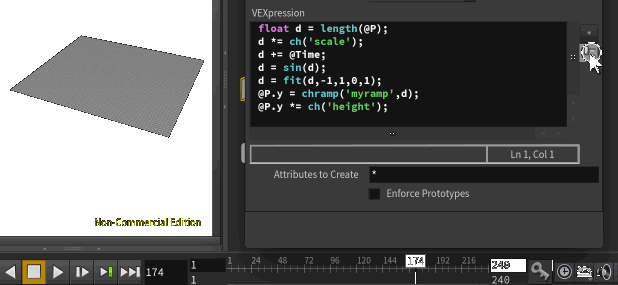 VEXpression
float d = length(@P);
d *= ch('scale');
d += @Time;
d = sin(d);
d = fit(d,-1,1,0,1);
@P.y = chramp('myramp',d);
@P.y *= ch('height');
Ln 1, Col 1
Attributes to Create *
Enforce Prototypes
Non-Commercial Edition
174 1 1 24 48 72 96 120 144 174 192 216 240
1 240